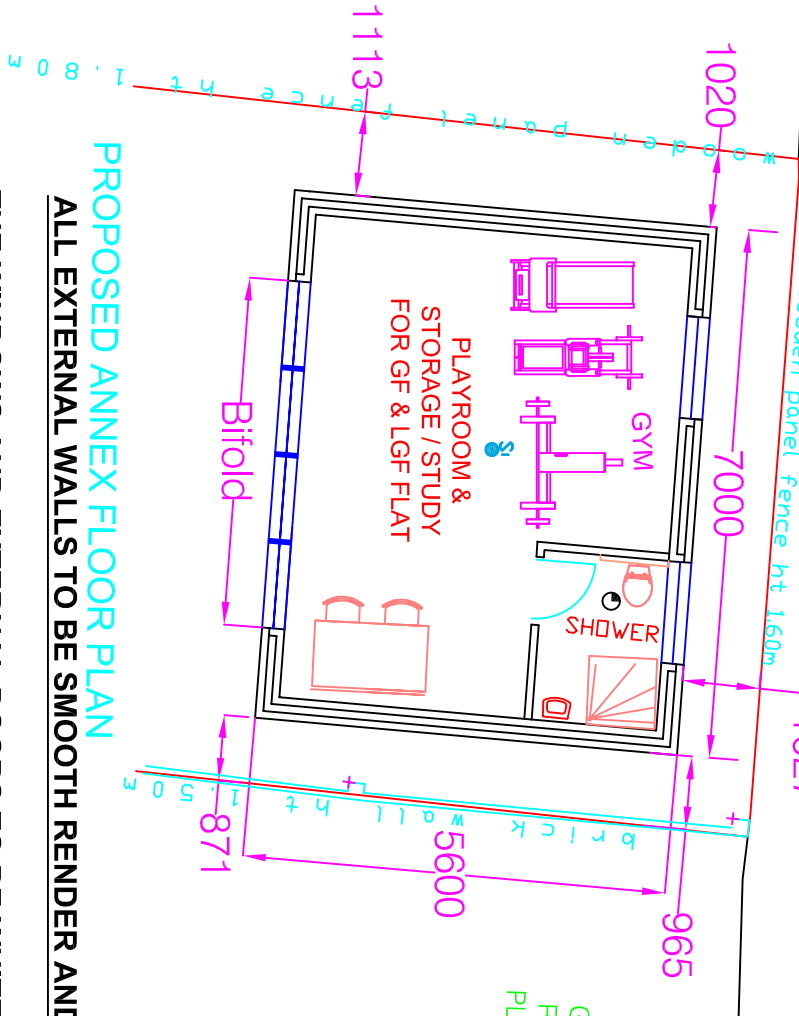 1113
1020
wooden panel fence ht 1.80m
panel fence ht 1.60m
7000
GYM
PLAYROOM &
STORAGE / STUDY
FOR GF & LGF FLAT
SHOWER
Bifold
brick wall ht 1.50m
871
5600
965
PROPOSED ANNEX FLOOR PLAN
ALL EXTERNAL WALLS TO BE SMOOTH RENDER AND